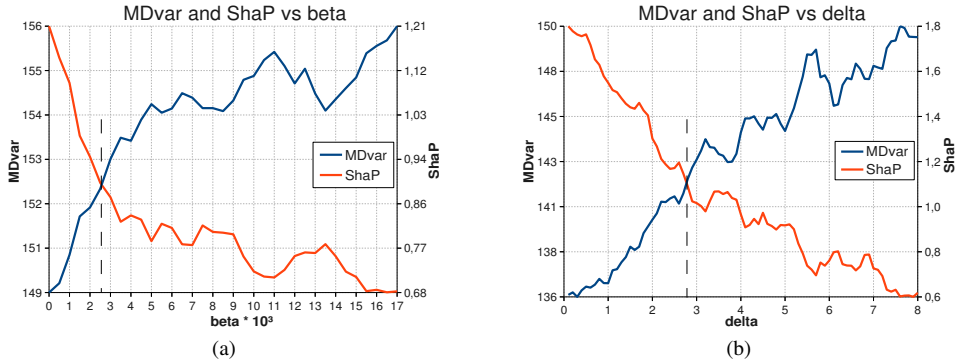 MDvar and ShaP vs beta
156
155
154
153
152
151
150
149
MDvar
1,21
1,12
1,03
0,94
0,86
0,77
0,68
ShaP
MDvar
ShaP
0 1 2 3 4 5 6 7 8 9 10 11 12 13 14 15 16 17
beta * 10³
(a)
MDvar and ShaP vs delta
150
148
145
143
141
138
136
MDvar
1,8
1,6
1,4
1,2
1,0
0,8
0,6
ShaP
MDvar
ShaP
0 1 2 3 4 5 6 7 8
delta
(b)